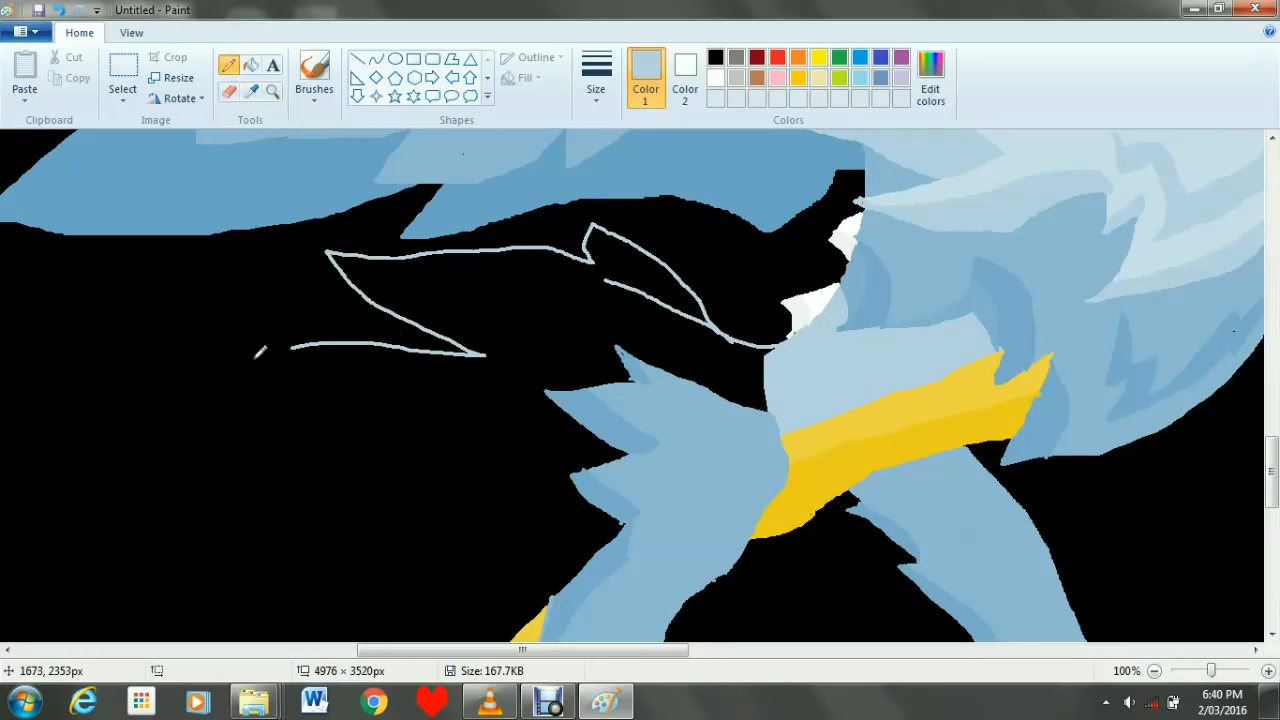 Untitled - Paint
Home View
Paste
Cut
Copy
Clipboard
Select
Crop
Resize
Rotate
Image
A
Tools
Brushes
Shapes
Outline
Fill
Size
Color 1
Color 2
Edit colors
Colors
1673, 2353px
4976 × 3520px
Size: 167.7KB
100%
6:40 PM
2/03/2016